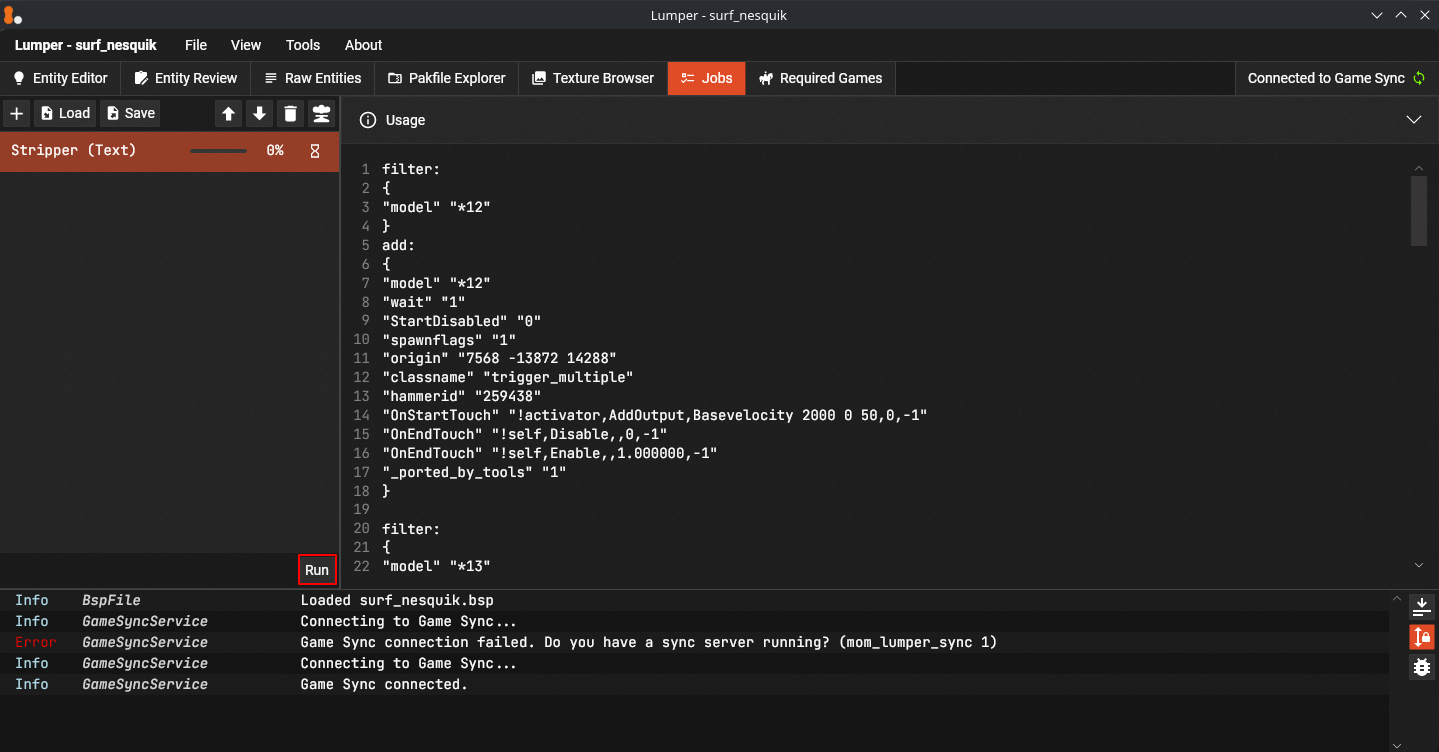 Lumper - surf_nesquik
Lumper - surf_nesquik File View Tools About
Entity Editor Entity Review Raw Entities Pakfile Explorer Texture Browser Jobs Required Games Connected to Game Sync
Load Save
Usage
Stripper (Text) 0%
1 filter:
2 {
3 "model" "*12"
4 }
5 add:
6 {
7 "model" "*12"
8 "wait" "1"
9 "StartDisabled" "0"
10 "spawnflags" "1"
11 "origin" "7568 -13872 14288"
12 "classname" "trigger_multiple"
13 "hammerid" "259438"
14 "OnStartTouch" "!activator,AddOutput,Basevelocity 2000 0 50,0,-1"
15 "OnEndTouch" "!self,Disable,,0,-1"
16 "OnEndTouch" "!self,Enable,,1.000000,-1"
17 "_ported_by_tools" "1"
18 }
19
20 filter:
21 {
22 "model" "*13"
Run
Info BspFile Loaded surf_nesquik.bsp
Info GameSyncService Connecting to Game Sync...
Error GameSyncService Game Sync connection failed. Do you have a sync server running? (mom_lumper_sync 1)
Info GameSyncService Connecting to Game Sync...
Info GameSyncService Game Sync connected.